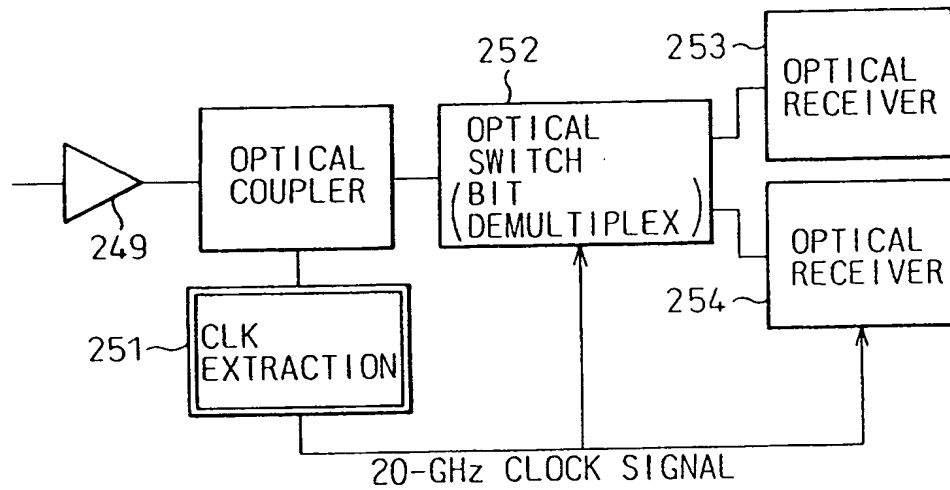 252
253
OPTICAL
RECEIVER
OPTICAL
COUPLER
OPTICAL
SWITCH
(BIT
DEMULTIPLEX)
249
OPTICAL
RECEIVER
254
251
CLK
EXTRACTION
20-GHz CLOCK SIGNAL